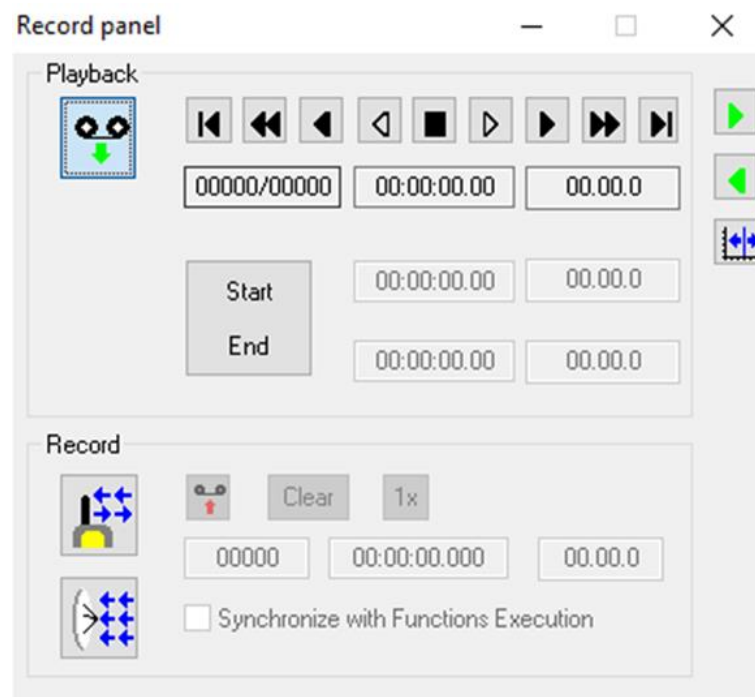 Record panel
Playback
00000/00000 00:00:00.00 00.00.0
Start 00:00:00.00 00.00.0
End 00:00:00.00 00.00.0
Record
Clear 1x
00000 00:00:00.000 00.00.0
Synchronize with Functions Execution